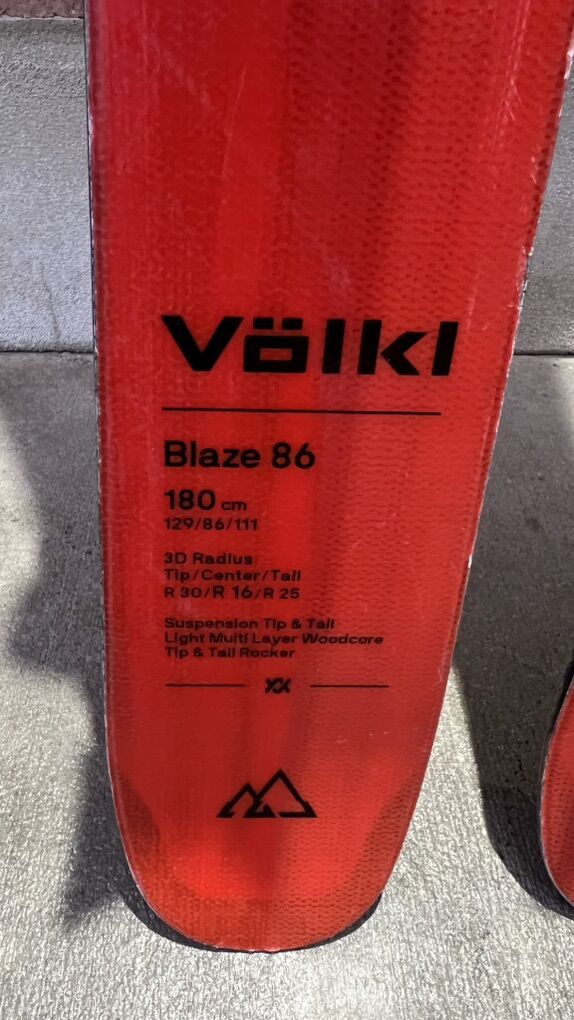 Völkl
Blaze 86
180 cm
129/86/111
3D Radius
Tip/Center/Tail
R 30/R 16/R 25
Suspension Tip & Tail
Light Multi Layer Woodcore
Tip & Tail Rocker